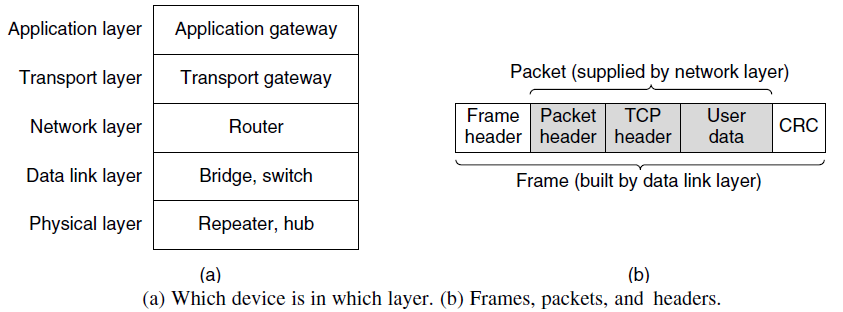 Application layer Application gateway
Transport layer Transport gateway
Network layer Router
Data link layer Bridge, switch
Physical layer Repeater, hub
(a)
Packet (supplied by network layer)
Frame Packet TCP User
header header header data CRC
Frame (built by data link layer)
(b)
(a) Which device is in which layer. (b) Frames, packets, and headers.